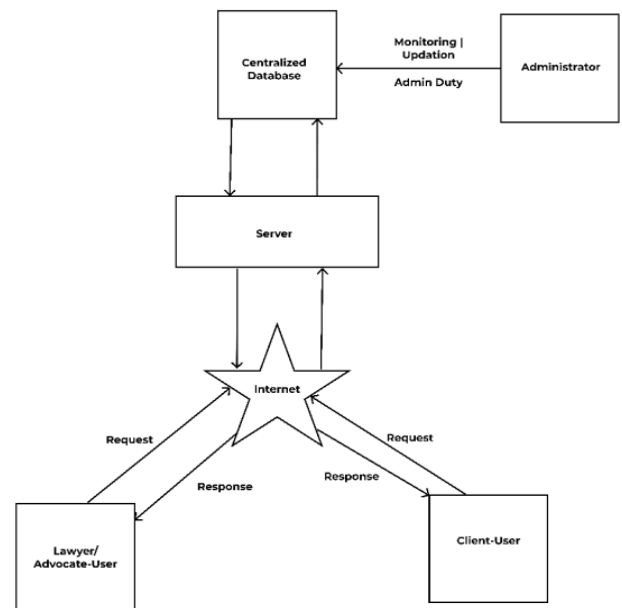 Monitoring |
Updation
Centralized
Database
Administrator
Admin Duty
Server
Internet
Request
Request
Response
Response
Lawyer/
Advocate-User
Client-User